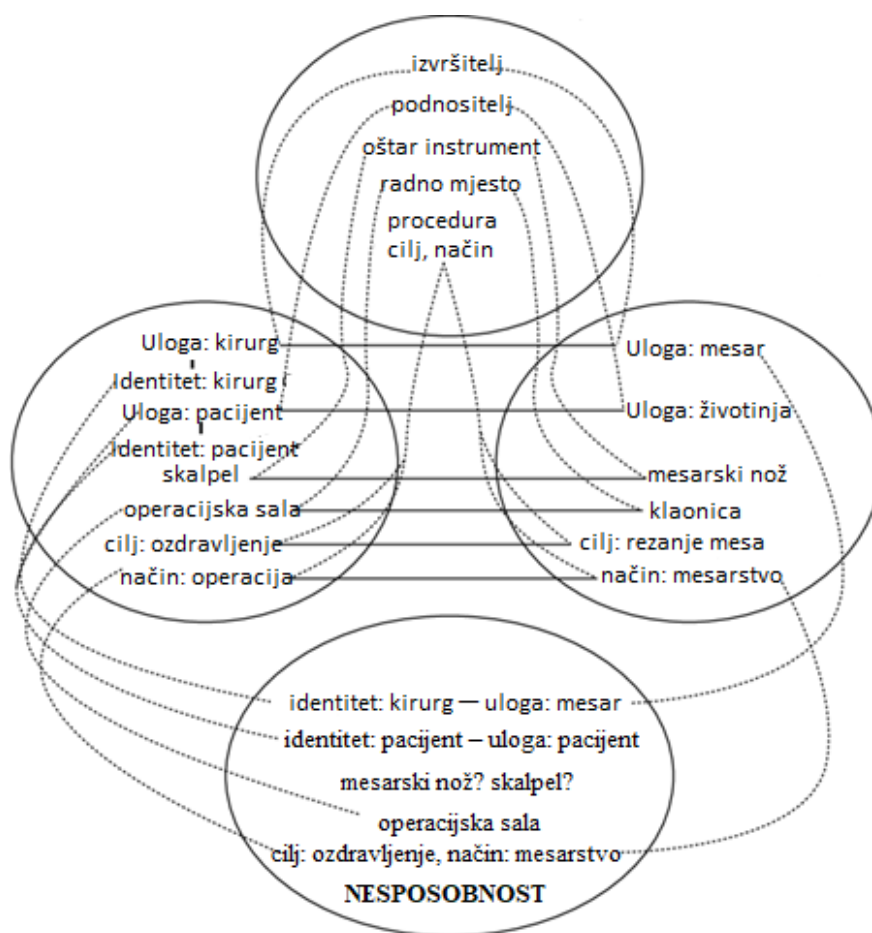 izvršitelj
podnositelj
oštar instrument
radno mjesto
procedura
cilj, način
Uloga: kirurg
Identitet: kirurg
Uloga: pacijent
Identitet: pacijent
skalpel
operacijska sala
cilj: ozdravljenje
način: operacija
Uloga: mesar
Uloga: životinja
mesarski nož
klaonica
cilj: rezanje mesa
način: mesarstvo
identitet: kirurg — uloga: mesar
identitet: pacijent – uloga: pacijent
mesarski nož? skalpel?
operacijska sala
cilj: ozdravljenje, način: mesarstvo
NESPOSOBNOST